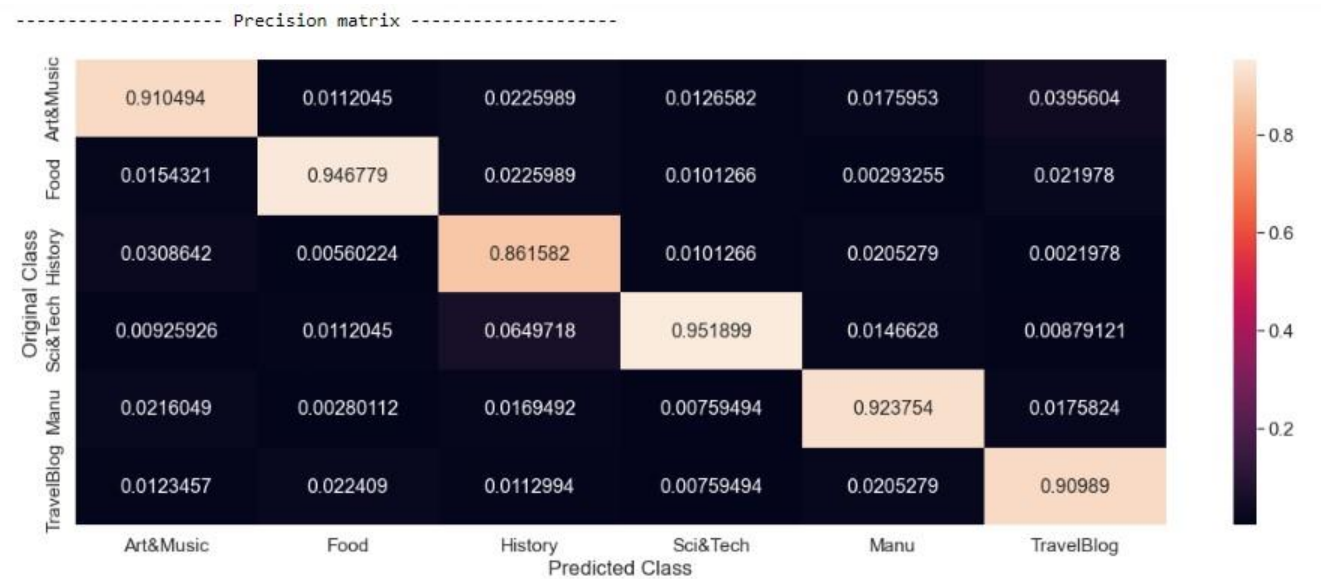 -------------------- Precision matrix --------------------
Art&Music 0.910494 0.0112045 0.0225989 0.0126582 0.0175953 0.0395604
Food 0.0154321 0.946779 0.0225989 0.0101266 0.00293255 0.021978 0.8
Original Class
History 0.0308642 0.00560224 0.861582 0.0101266 0.0205279 0.0021978 0.6
Sci&Tech 0.00925926 0.0112045 0.0649718 0.951899 0.0146628 0.00879121 0.4
Manu 0.0216049 0.00280112 0.0169492 0.00759494 0.923754 0.0175824 0.2
TravelBlog 0.0123457 0.022409 0.0112994 0.00759494 0.0205279 0.90989
Art&Music Food History Sci&Tech Manu TravelBlog
Predicted Class